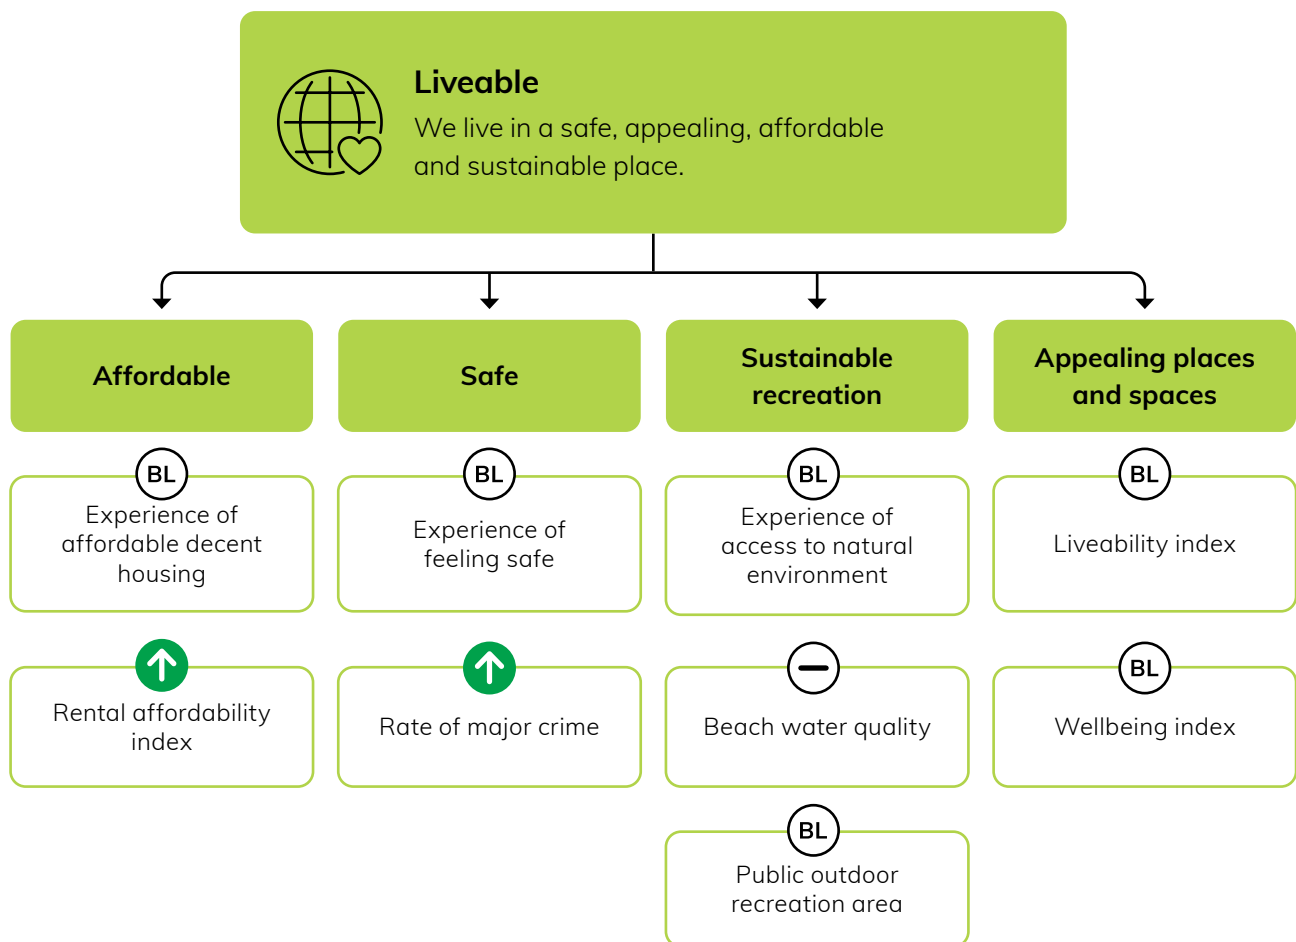 Liveable
We live in a safe, appealing, affordable
and sustainable place.
Affordable
Safe
Sustainable
recreation
Appealing places
and spaces
BL
Experience of
affordable decent
housing
BL
Experience of
feeling safe
BL
Experience of
access to natural
environment
BL
Liveability index
Rental affordability
index
Rate of major crime
Beach water quality
BL
Wellbeing index
BL
Public outdoor
recreation area